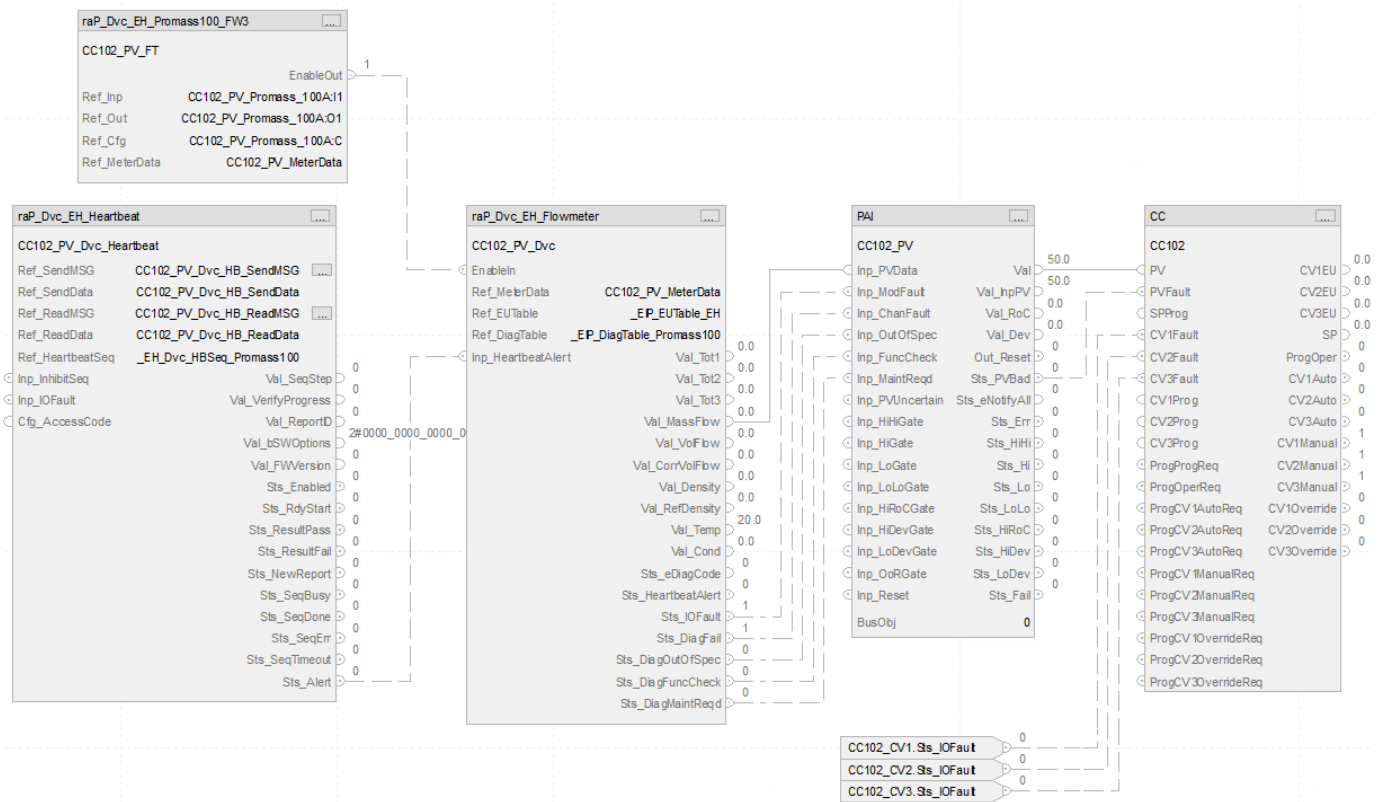 raP_Dvc_EH_Promass100_FW3 ...
CC102_PV_FT
EnableOut 1
Ref_Inp CC102_PV_Promass_100A:I1
Ref_Out CC102_PV_Promass_100A:O1
Ref_Cfg CC102_PV_Promass_100A:C
Ref_MeterData CC102_PV_MeterData
raP_Dvc_EH_Heartbeat ...
CC102_PV_Dvc_Heartbeat
Ref_SendMSG CC102_PV_Dvc_HB_SendMSG ...
Ref_SendData CC102_PV_Dvc_HB_SendData
Ref_ReadMSG CC102_PV_Dvc_HB_ReadMSG ...
Ref_ReadData CC102_PV_Dvc_HB_ReadData
Ref_HeartbeatSeq _EH_Dvc_HBSeq_Promass100
Inp_InhibitSeq Val_SeqStep 0
Inp_IOFault Val_VerifyProgress 0
Cfg_AccessCode Val_ReportID 0
Val_bSWOptions 2#0000_0000_0000_0
Val_FWVersion 0
Sts_Enabled 0
Sts_RdyStart 0
Sts_ResultPass 0
Sts_ResultFail 0
Sts_NewReport 0
Sts_SeqBusy 0
Sts_SeqDone 0
Sts_SeqErr 0
Sts_SeqTimeout 0
Sts_Alert 0
raP_Dvc_EH_Flowmeter ...
CC102_PV_Dvc
EnableIn
Ref_MeterData CC102_PV_MeterData
Ref_EUTable _EIP_EUTable_EH
Ref_DiagTable _EIP_DiagTable_Promass100
Inp_HeartbeatAlert Val_Tot1 0.0
Val_Tot2 0.0
Val_Tot3 0.0
Val_MassFlow 0.0
Val_VolFlow 0.0
Val_CorrVolFlow 0.0
Val_Density 0.0
Val_RefDensity 0.0
Val_Temp 20.0
Val_Cond 0.0
Sts_eDiagCode 0
Sts_HeartbeatAlert 0
Sts_IOFault 1
Sts_DiagFail 1
Sts_DiagOutOfSpec 0
Sts_DiagFuncCheck 0
Sts_DiagMaintReqd 0
PAI ...
CC102_PV
Inp_PVData Val 50.0
Inp_ModFault Val_InpPV 50.0
Inp_ChanFault Val_RoC 0.0
Inp_OutOfSpec Val_Dev 0.0
Inp_FuncCheck Out_Reset 0
Inp_MaintReqd Sts_PVBad 0
Inp_PVUncertain Sts_eNotifyAll 0
Inp_HiHiGate Sts_Err 0
Inp_HiGate Sts_HiHi 0
Inp_LoGate Sts_Hi 0
Inp_LoLoGate Sts_Lo 0
Inp_HiRoCGate Sts_LoLo 0
Inp_HiDevGate Sts_HiRoC 0
Inp_LoDevGate Sts_HiDev 0
Inp_OoRGate Sts_LoDev 0
Inp_Reset Sts_Fail 0
BusObj 0
CC ...
CC102
PV CV1EU 0.0
PVFault CV2EU 0.0
SPProg CV3EU 0.0
CV1Fault SP 0.0
CV2Fault ProgOper 0
CV3Fault CV1Auto 0
CV1Prog CV2Auto 0
CV2Prog CV3Auto 0
CV3Prog CV1Manual 1
ProgProgReq CV2Manual 1
ProgOperReq CV3Manual 1
ProgCV1AutoReq CV1Override 0
ProgCV2AutoReq CV2Override 0
ProgCV3AutoReq CV3Override 0
ProgCV1ManualReq
ProgCV2ManualReq
ProgCV3ManualReq
ProgCV1OverrideReq
ProgCV2OverrideReq
ProgCV3OverrideReq
CC102_CV1.Sts_IOFault 0
CC102_CV2.Sts_IOFault 0
CC102_CV3.Sts_IOFault 0